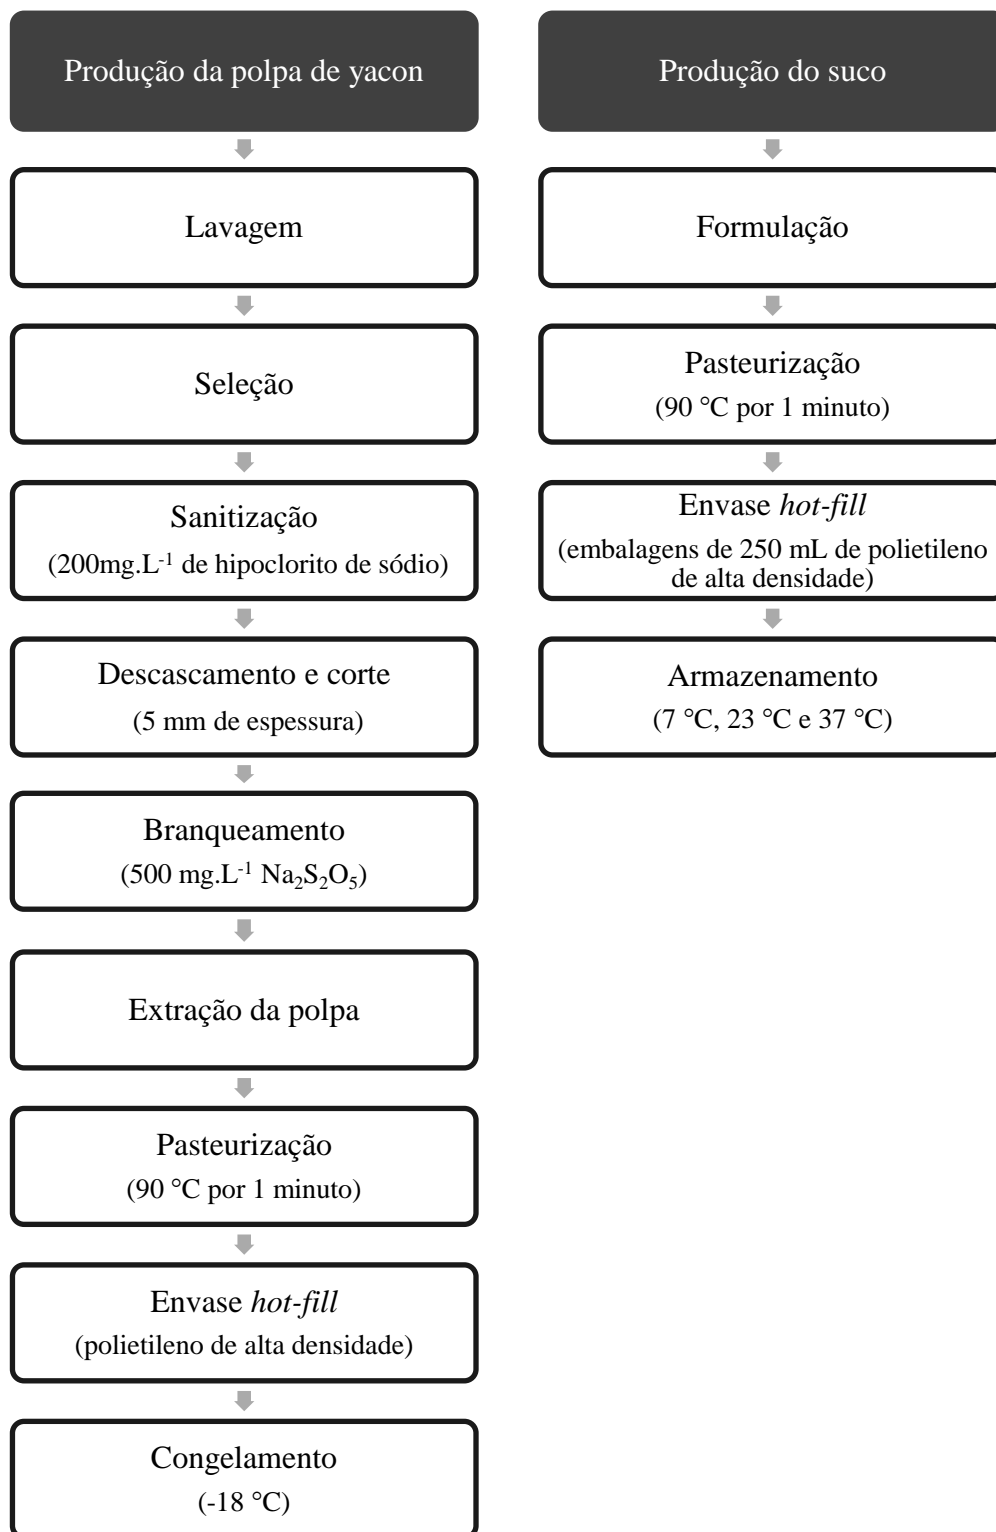 Produção da polpa de yacon
Lavagem
Seleção
Sanitização
(200mg.L⁻¹ de hipoclorito de sódio)
Descascamento e corte
(5 mm de espessura)
Branqueamento
(500 mg.L⁻¹ Na₂S₂O₅)
Extração da polpa
Pasteurização
(90 °C por 1 minuto)
Envase hot-fill
(polietileno de alta densidade)
Congelamento
(-18 °C)
Produção do suco
Formulação
Pasteurização
(90 °C por 1 minuto)
Envase hot-fill
(embalagens de 250 mL de polietileno
de alta densidade)
Armazenamento
(7 °C, 23 °C e 37 °C)